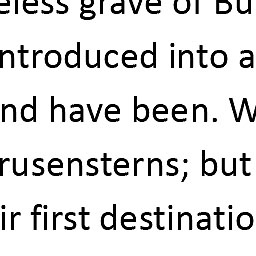 eless grave of Bu
ntroduced into a
nd have been. W
rusensterns; but
ir first destinatio